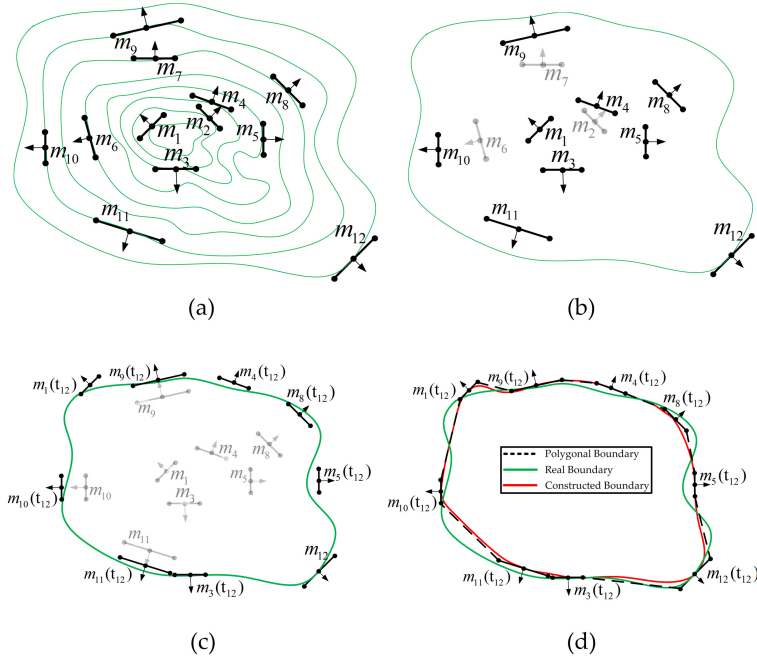 m9
m7
m8
m4
m2
m1
m5
m6
m10
m3
m11
m12
(a)
m9
m7
m8
m4
m2
m1
m5
m6
m10
m3
m11
m12
(b)
m9(t12)
m4(t12)
m1(t12)
m9
m8(t12)
m4
m8
m1
m5
m5(t12)
m10
m3
m10(t12)
m11
m12
m11(t12)
m3(t12)
(c)
m9(t12)
m4(t12)
m1(t12)
m8(t12)
Polygonal Boundary
Real Boundary
Constructed Boundary
m5(t12)
m10(t12)
m11(t12)
m12(t12)
m3(t12)
(d)